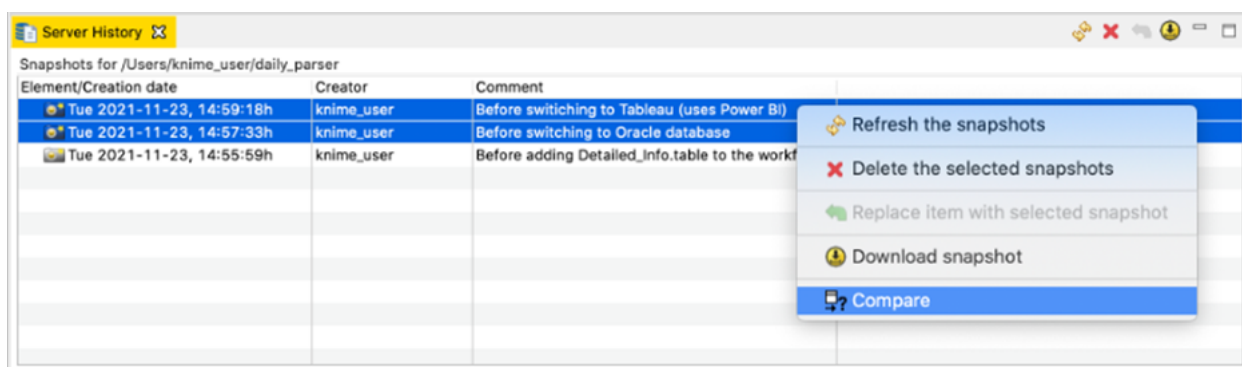 Server History
Snapshots for /Users/knime_user/daily_parser
Element/Creation date Creator Comment
Tue 2021-11-23, 14:59:18h knime_user Before switiching to Tableau (uses Power BI)
Tue 2021-11-23, 14:57:33h knime_user Before switching to Oracle database
Tue 2021-11-23, 14:55:59h knime_user Before adding Detailed_Info.table to the workf
Refresh the snapshots
Delete the selected snapshots
Replace item with selected snapshot
Download snapshot
Compare